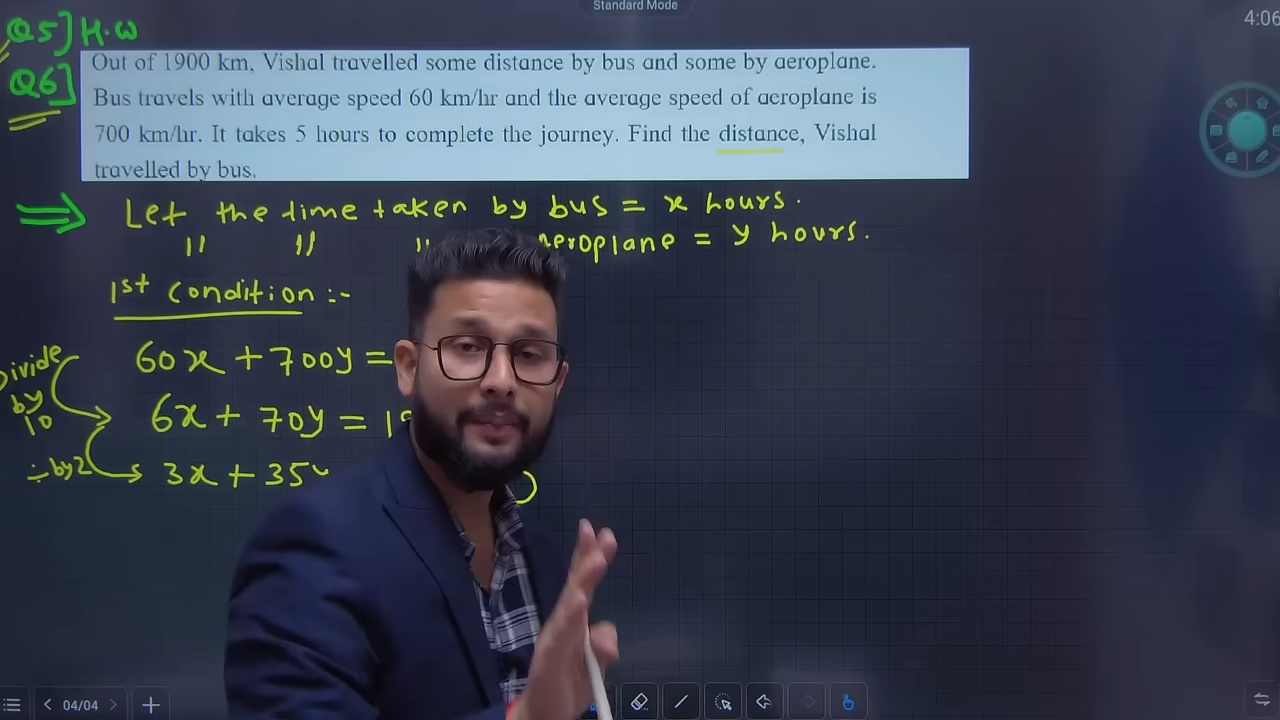 Standard Mode
4:06
Q5] H.W
Q6]
Out of 1900 km, Vishal travelled some distance by bus and some by aeroplane.
Bus travels with average speed 60 km/hr and the average speed of aeroplane is
700 km/hr. It takes 5 hours to complete the journey. Find the distance, Vishal
travelled by bus.
⇒ Let the time taken by bus = x hours.
" " " aeroplane = y hours.
1st Condition :-
60x + 700y =
Divide by 10
6x + 70y = 19
÷by2
3x + 35y
04/04